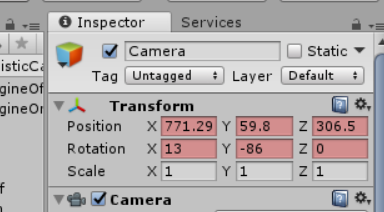 Inspector Services
isticCa
Camera Static
gineOf
Tag Untagged Layer Default
gineOr
Transform
Position X 771.29 Y 59.8 Z 306.5
Rotation X 13 Y -86 Z 0
Scale X 1 Y 1 Z 1
f
Camera